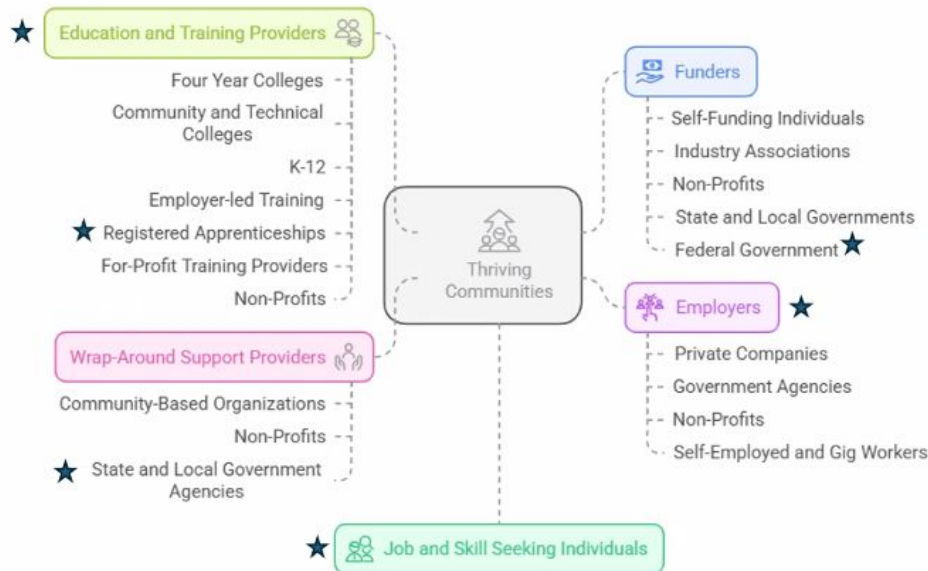 Education and Training Providers
Four Year Colleges
Community and Technical
Colleges
K-12
Employer-led Training
Registered Apprenticeships
For-Profit Training Providers
Non-Profits
Wrap-Around Support Providers
Community-Based Organizations
Non-Profits
State and Local Government
Agencies
Thriving
Communities
Funders
Self-Funding Individuals
Industry Associations
Non-Profits
State and Local Governments
Federal Government
Employers
Private Companies
Government Agencies
Non-Profits
Self-Employed and Gig Workers
Job and Skill Seeking Individuals